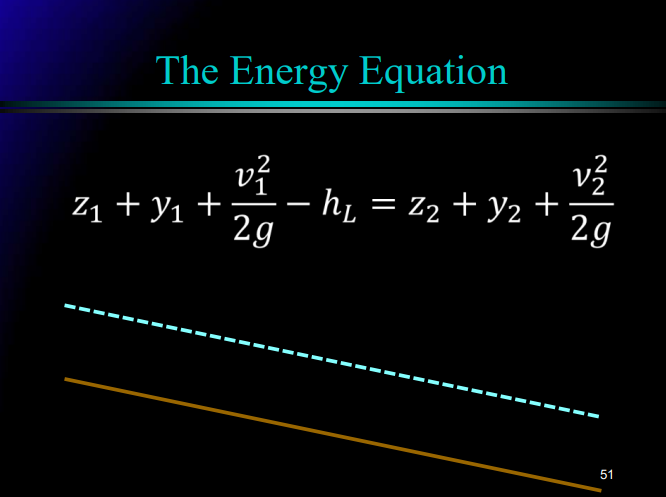 The Energy Equation
z₁ + y₁ + v₁²/2g − h_L = z₂ + y₂ + v₂²/2g
51